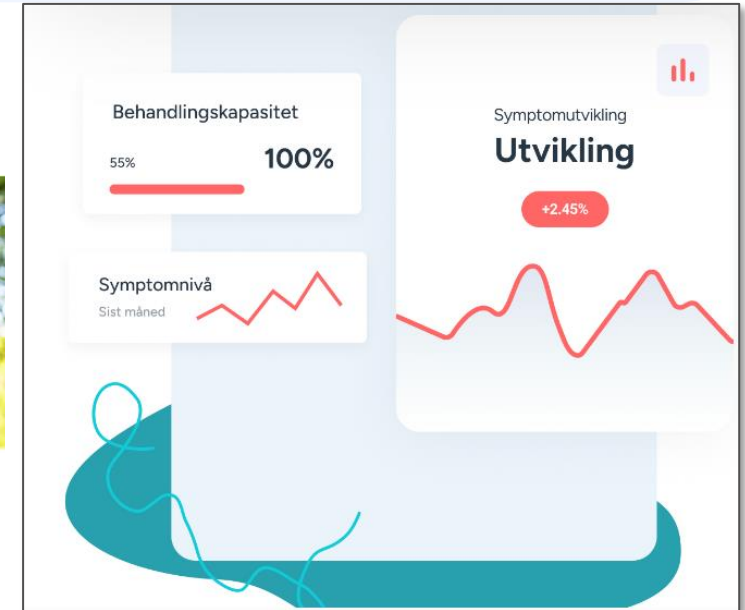 Behandlingskapasitet
55%
100%
Symptomnivå
Sist måned
Symptomutvikling
Utvikling
+2.45%